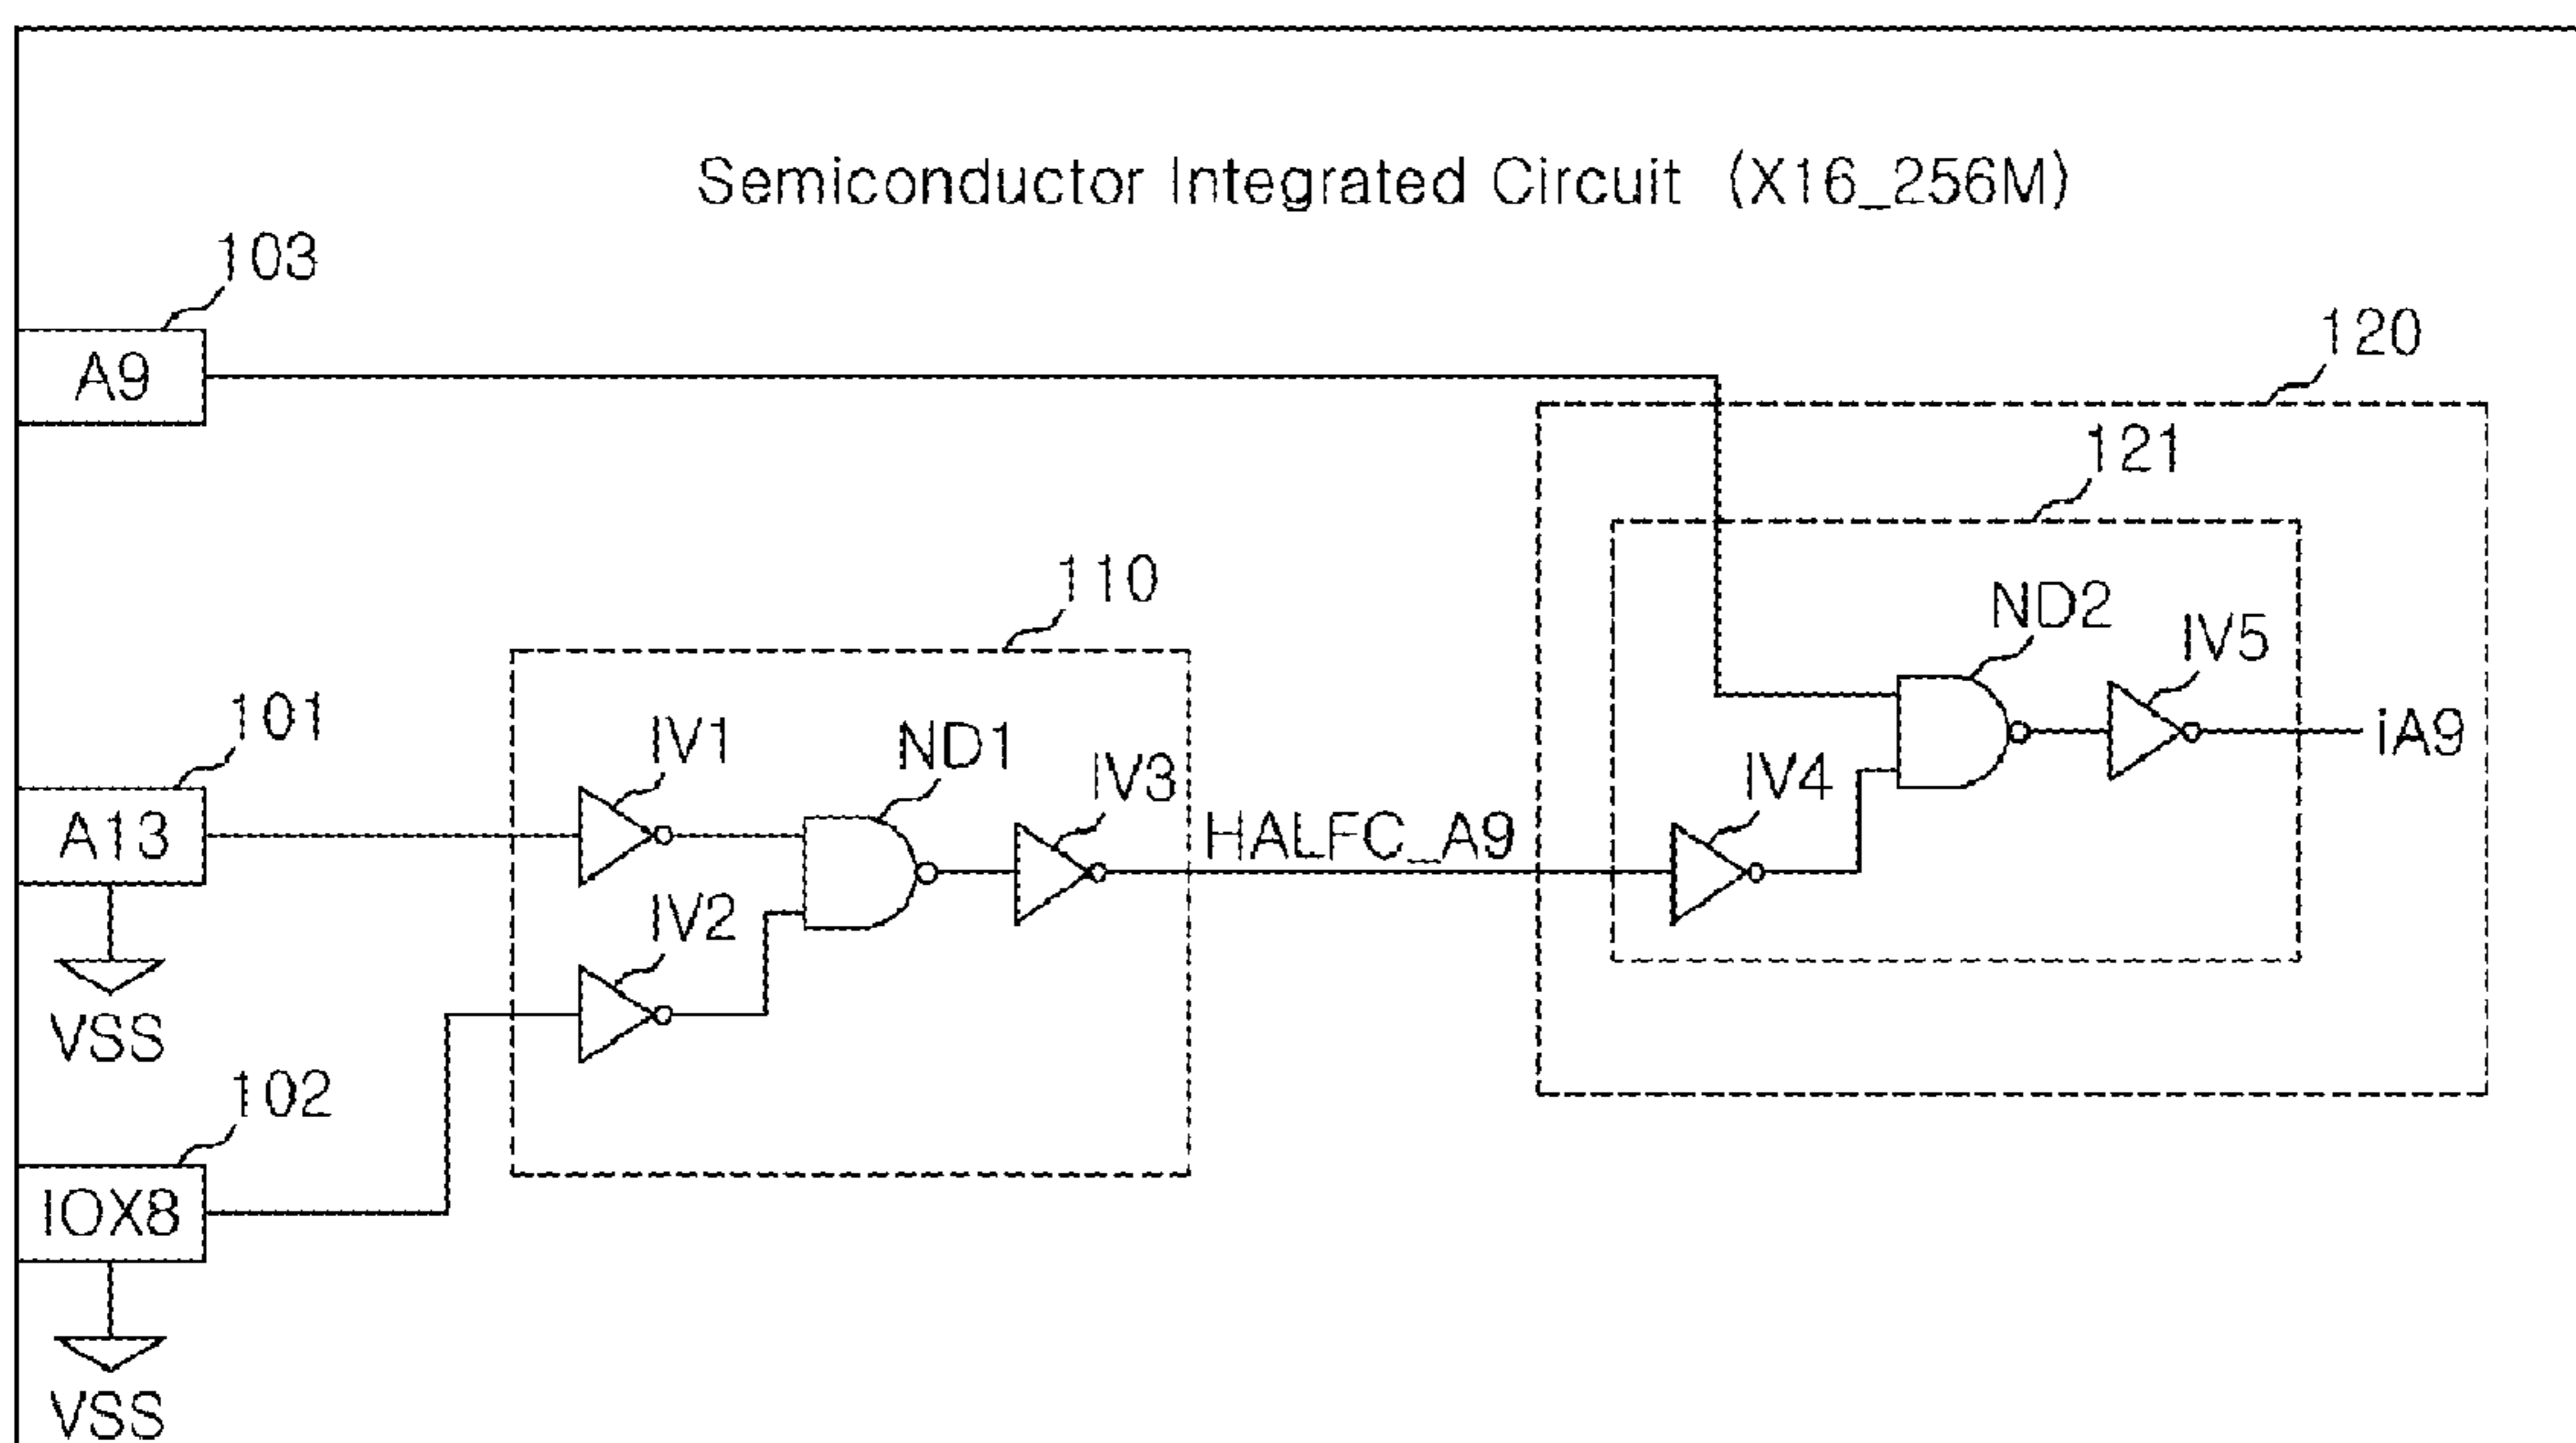 Semiconductor Integrated Circuit (X16_256M)
103
A9
120
121
ND2
IV5
iA9
110
101
IV1
ND1
IV3
IV4
A13
HALFC_A9
IV2
VSS
102
IOX8
VSS